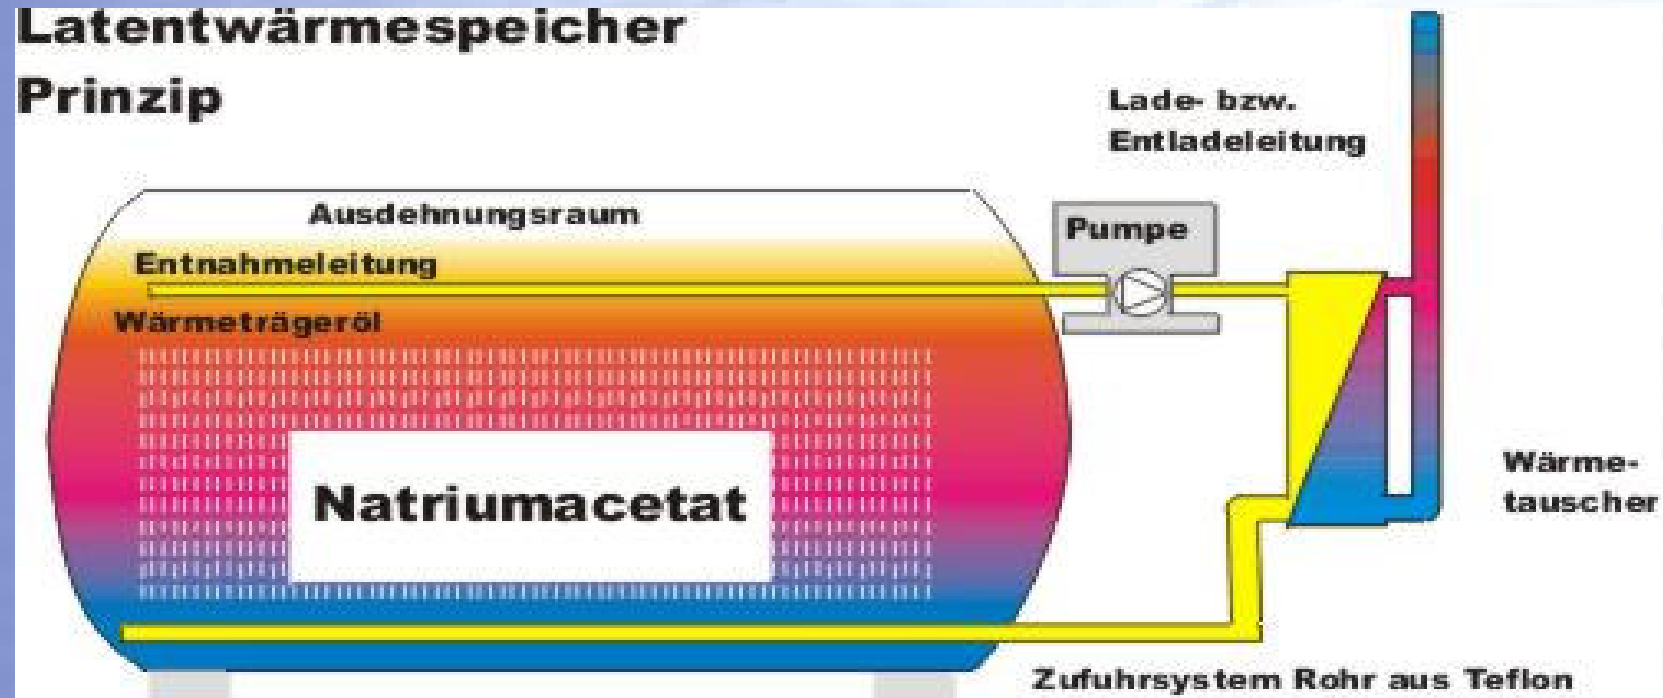 Latentwärmespeicher
Prinzip
Lade- bzw.
Entladeleitung
Ausdehnungsraum
Pumpe
Entnahmeleitung
Wärmeträgeröl
Natriumacetat
Wärme-
tauscher
Zufuhrsystem Rohr aus Teflon